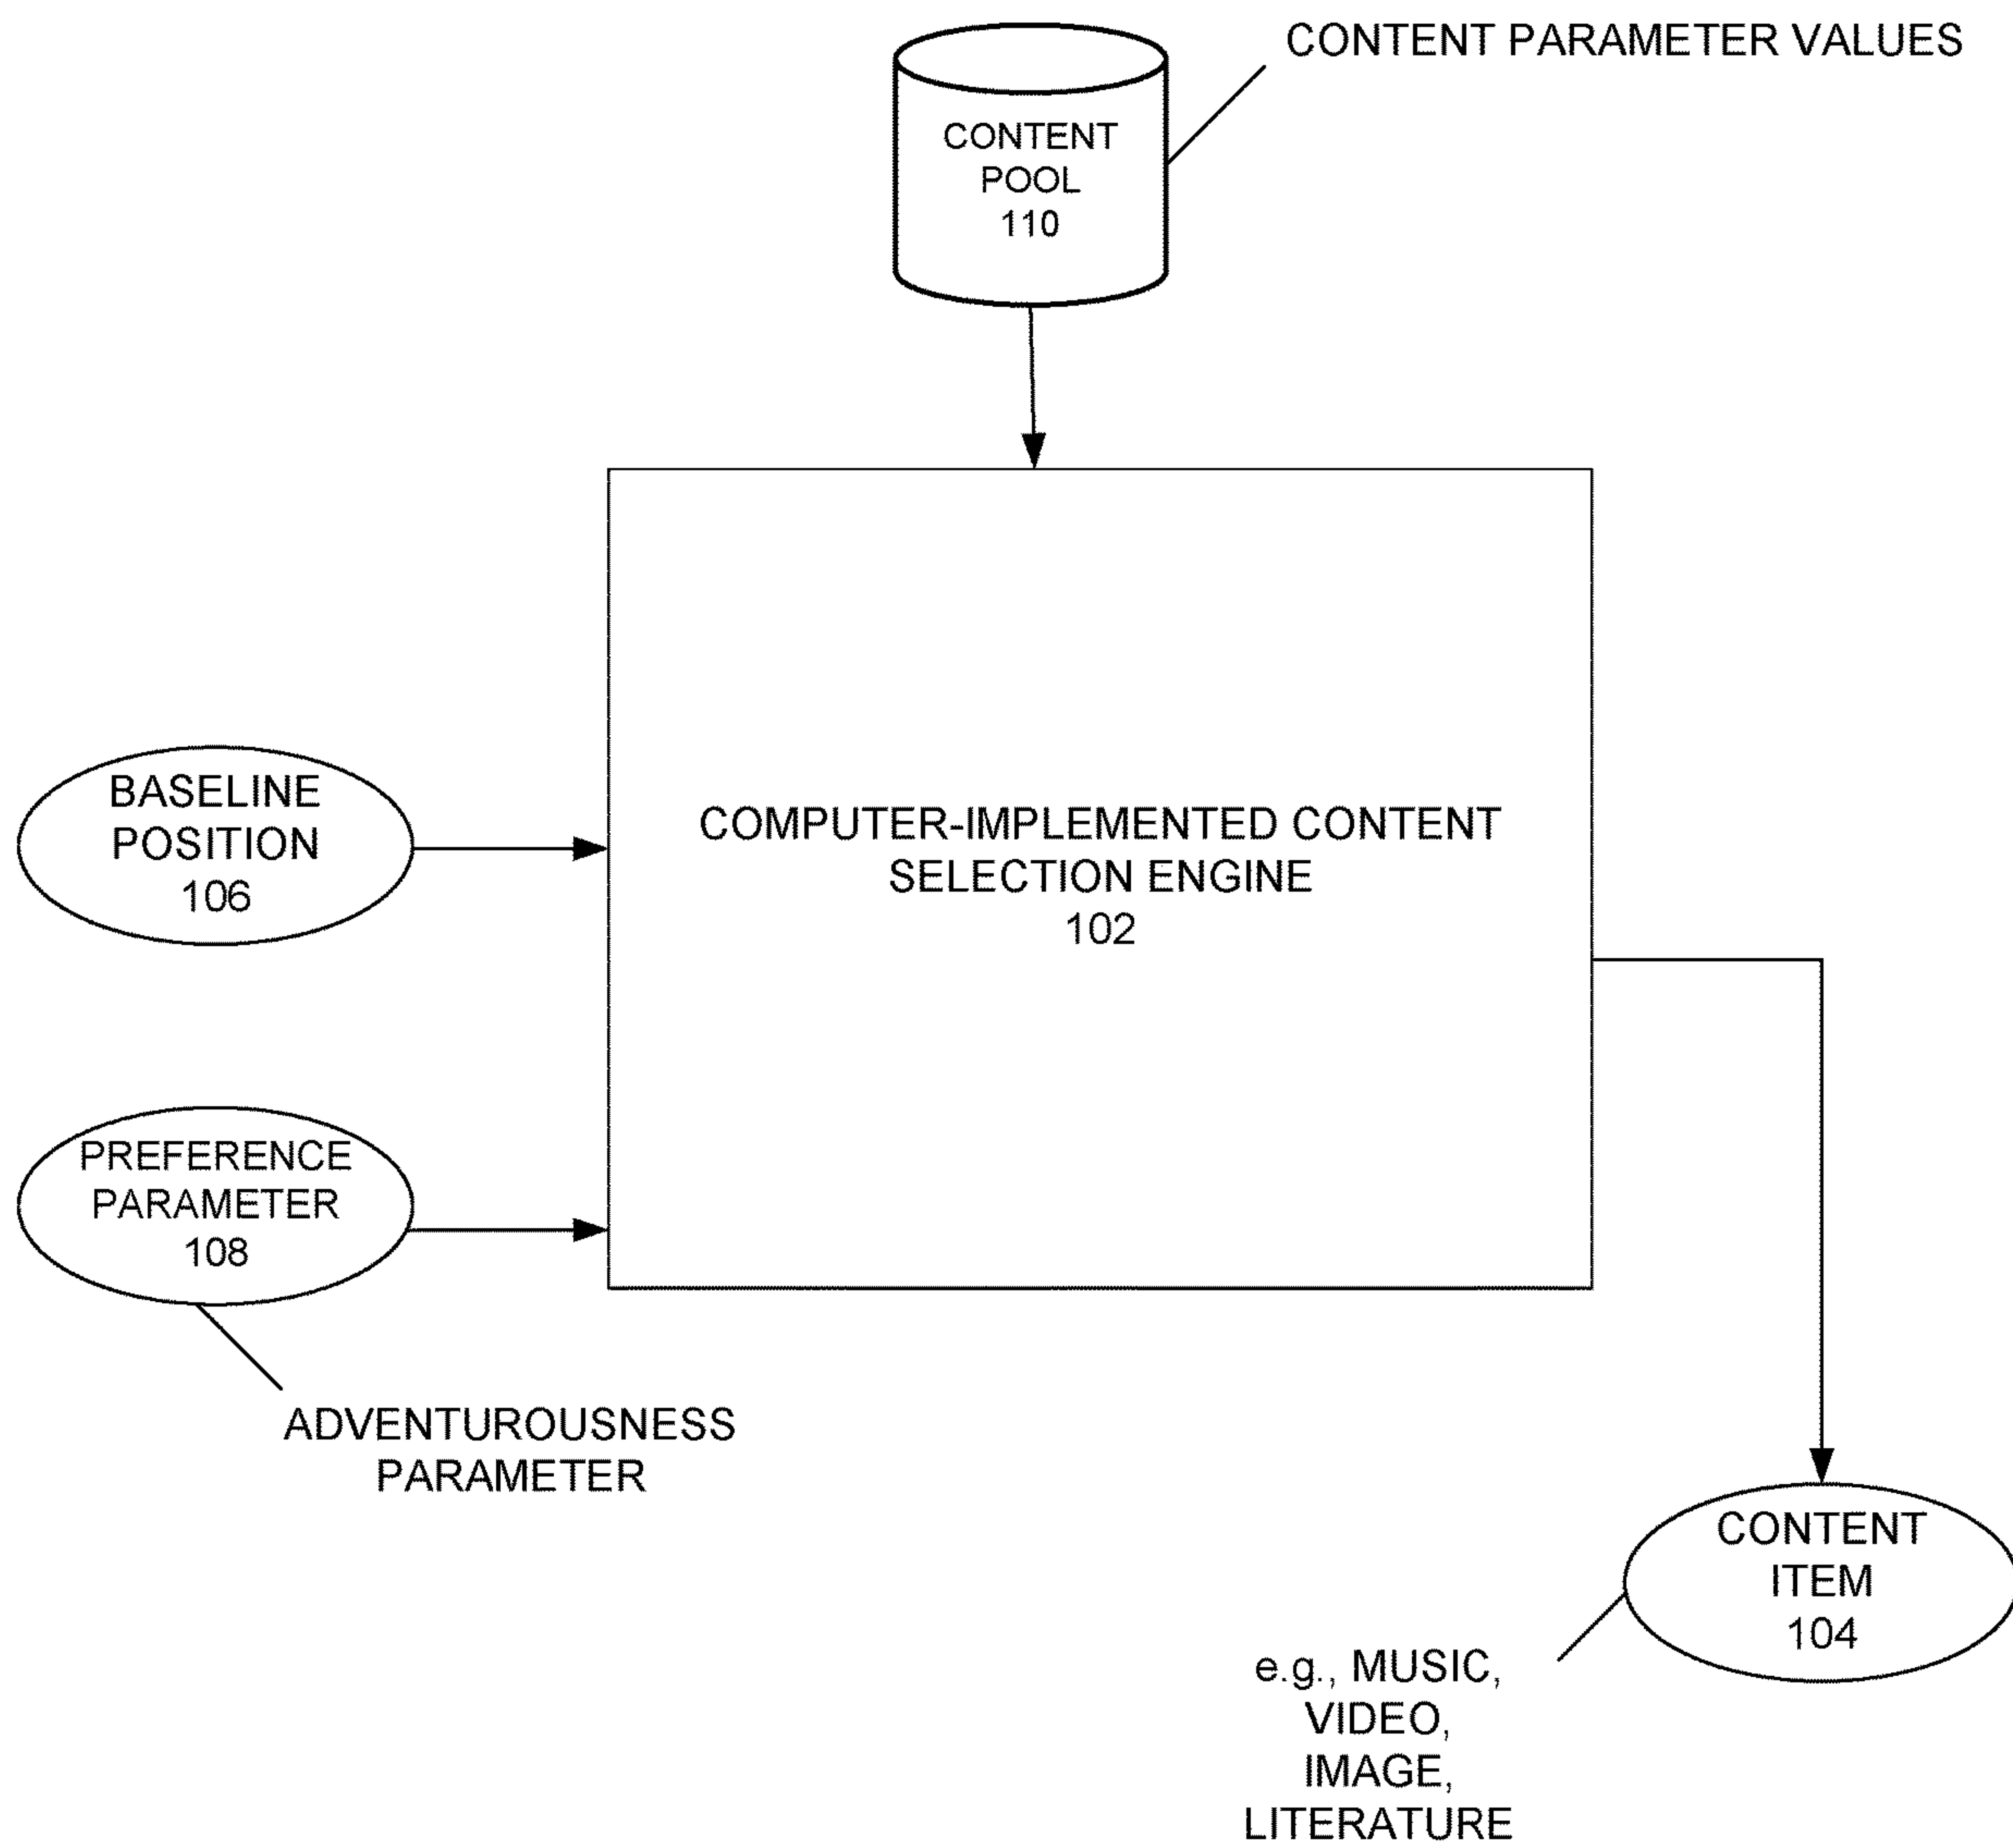 CONTENT PARAMETER VALUES
CONTENT
POOL
110
COMPUTER-IMPLEMENTED CONTENT
SELECTION ENGINE
102
BASELINE
POSITION
106
PREFERENCE
PARAMETER
108
ADVENTUROUSNESS
PARAMETER
CONTENT
ITEM
104
e.g., MUSIC,
VIDEO,
IMAGE,
LITERATURE